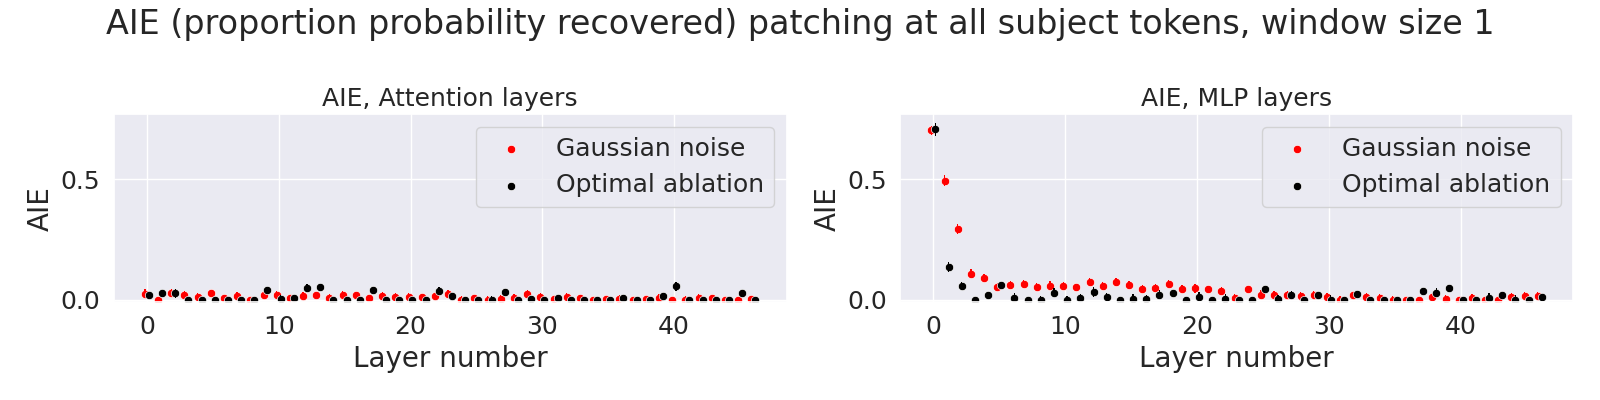 AIE (proportion probability recovered) patching at all subject tokens, window size 1
AIE, Attention layers
Gaussian noise
Optimal ablation
AIE
0.5
0.0
0 10 20 30 40
Layer number
AIE, MLP layers
Gaussian noise
Optimal ablation
AIE
0.5
0.0
0 10 20 30 40
Layer number